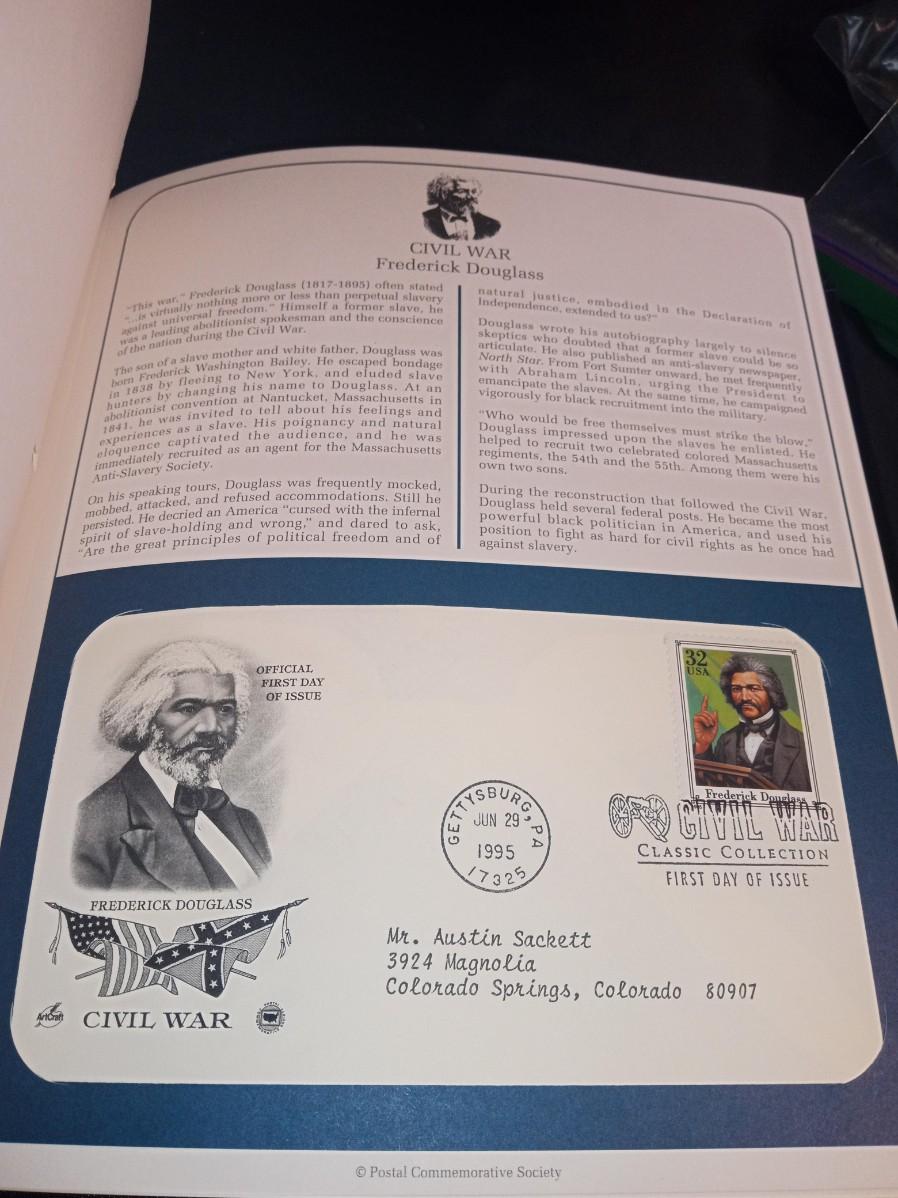 CIVIL WAR
Frederick Douglass
"This war," Frederick Douglass (1817-1895) often stated
"...is virtually nothing more or less than perpetual slavery
against universal freedom." Himself a former slave, he
was a leading abolitionist spokesman and the conscience
of the nation during the Civil War.
The son of a slave mother and white father, Douglass was
born Frederick Washington Bailey. He escaped bondage
in 1838 by fleeing to New York, and eluded slave
hunters by changing his name to Douglass. At an
abolitionist convention at Nantucket, Massachusetts in
1841, he was invited to tell about his feelings and
experiences as a slave. His poignancy and natural
eloquence captivated the audience, and he was
immediately recruited as an agent for the Massachusetts
Anti-Slavery Society.
On his speaking tours, Douglass was frequently mocked,
mobbed, attacked, and refused accommodations. Still he
persisted. He decried an America "cursed with the infernal
spirit of slave-holding and wrong," and dared to ask,
"Are the great principles of political freedom and of
natural justice, embodied in the Declaration of
Independence, extended to us?"
Douglass wrote his autobiography largely to silence
skeptics who doubted that a former slave could be so
articulate. He also published an anti-slavery newspaper,
North Star. From Fort Sumter onward, he met frequently
with Abraham Lincoln, urging the President to
emancipate the slaves. At the same time, he campaigned
vigorously for black recruitment into the military.
"Who would be free themselves must strike the blow,"
Douglass impressed upon the slaves he enlisted. He
helped to recruit two celebrated colored Massachusetts
regiments, the 54th and the 55th. Among them were his
own two sons.
During the reconstruction that followed the Civil War,
Douglass held several federal posts. He became the most
powerful black politician in America, and used his
position to fight as hard for civil rights as he once had
against slavery.
OFFICIAL
FIRST DAY
OF ISSUE
32
USA
Frederick Douglass
GETTYSBURG, PA
JUN 29
1995
17325
CIVIL WAR
CLASSIC COLLECTION
FIRST DAY OF ISSUE
FREDERICK DOUGLASS
Mr. Austin Sackett
3924 Magnolia
Colorado Springs, Colorado 80907
ArtCraft
CIVIL WAR
© Postal Commemorative Society